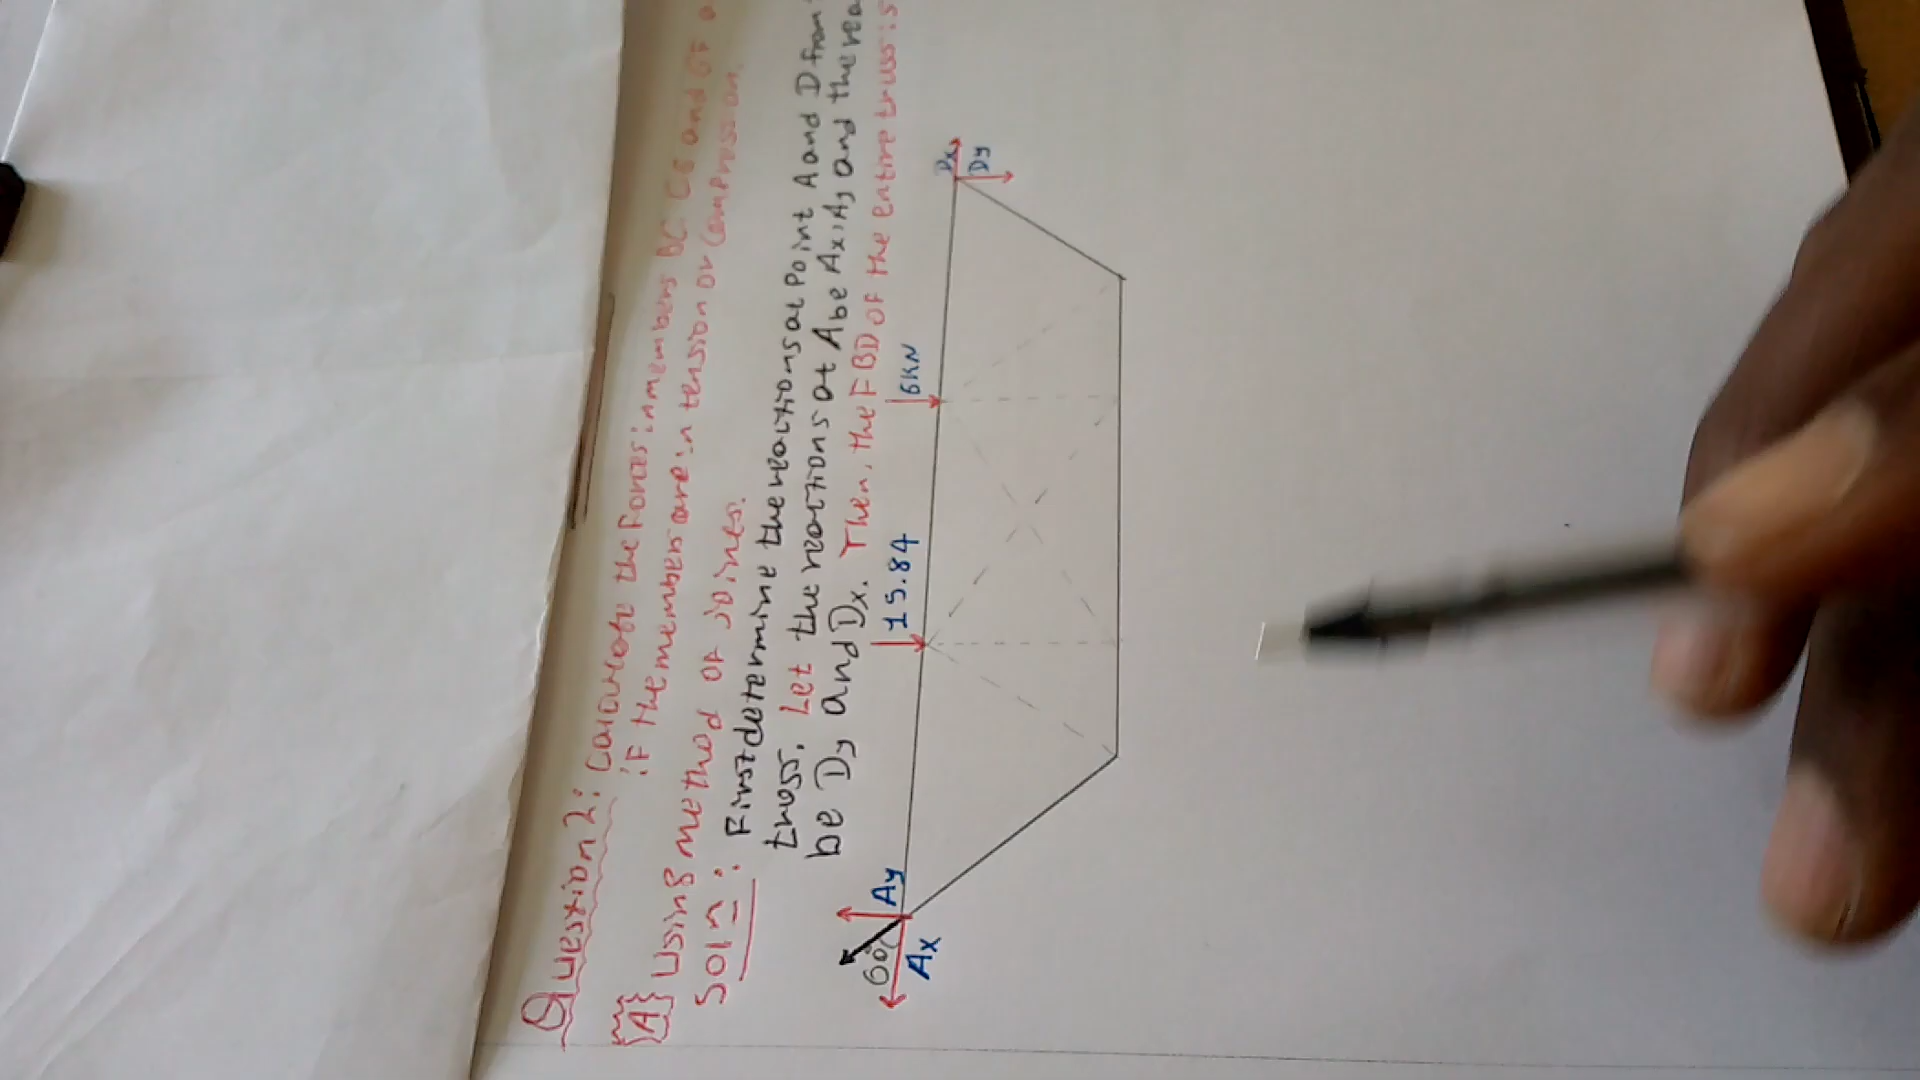 Question 2: Calculate the Forces in members BC, CG and GF
if the members are in tension or compression.
{A} Using method of joints.
Soln: First determine the reactions at Point A and D from
truss. Let the reactions at A be Ax, Ay and the
be Dy and Dx. Then, the FBD of the entire truss is
60°
Ax
Ay
15.84
6kN
Dx
Dy